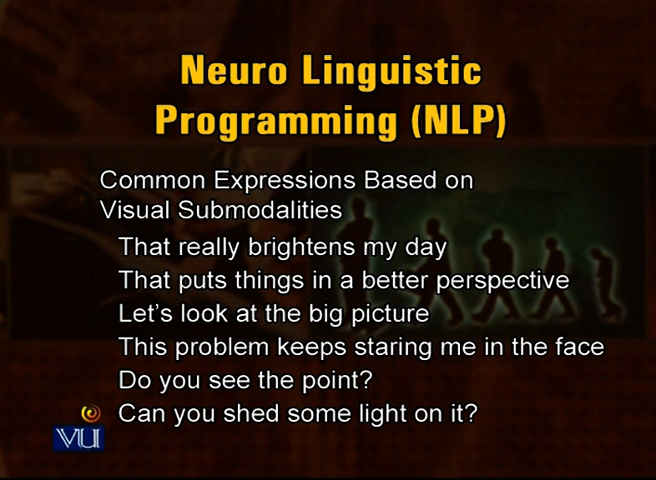 Neuro Linguistic
Programming (NLP)
Common Expressions Based on
Visual Submodalities
That really brightens my day
That puts things in a better perspective
Let’s look at the big picture
This problem keeps staring me in the face
Do you see the point?
Can you shed some light on it?
VU